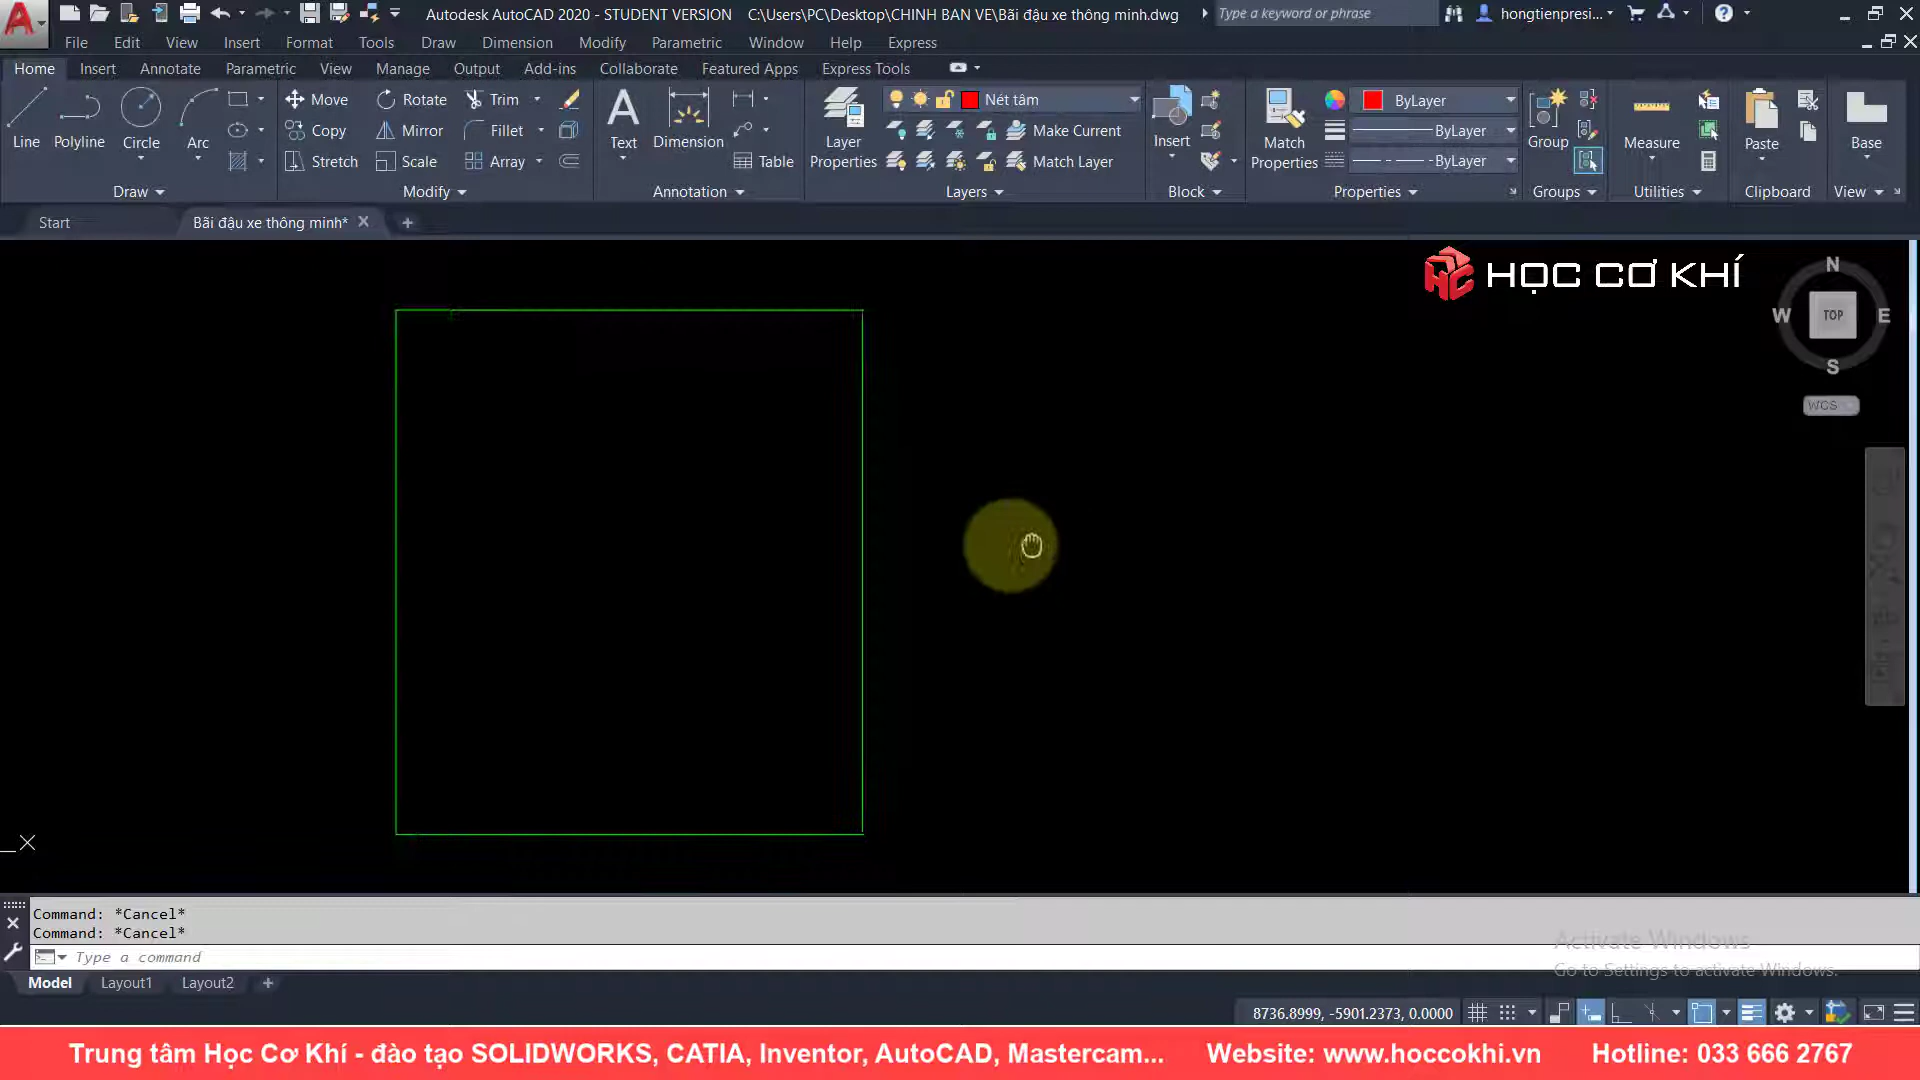 Autodesk AutoCAD 2020 - STUDENT VERSION C:\Users\PC\Desktop\CHINH BAN VE\Bãi đậu xe thông minh.dwg Type a keyword or phrase hongtienpresi...
File Edit View Insert Format Tools Draw Dimension Modify Parametric Window Help Express
Home Insert Annotate Parametric View Manage Output Add-ins Collaborate Featured Apps Express Tools
Line Polyline Circle Arc
Move Rotate Trim
Copy Mirror Fillet
Stretch Scale Array
Text Dimension Table
Layer Properties
Nét tâm
Make Current
Match Layer
Insert
Match Properties
ByLayer
ByLayer
ByLayer
Group
Measure
Paste
Base
Draw Modify Annotation Layers Block Properties Groups Utilities Clipboard View
Start Bãi đậu xe thông minh*
HỌC CƠ KHÍ
N
W TOP E
S
WCS
X
Command: *Cancel*
Command: *Cancel*
Type a command
Activate Windows
Go to Settings to activate Windows.
Model Layout1 Layout2
8736.8999, -5901.2373, 0.0000
Trung tâm Học Cơ Khí - đào tạo SOLIDWORKS, CATIA, Inventor, AutoCAD, Mastercam... Website: www.hoccokhi.vn Hotline: 033 666 2767